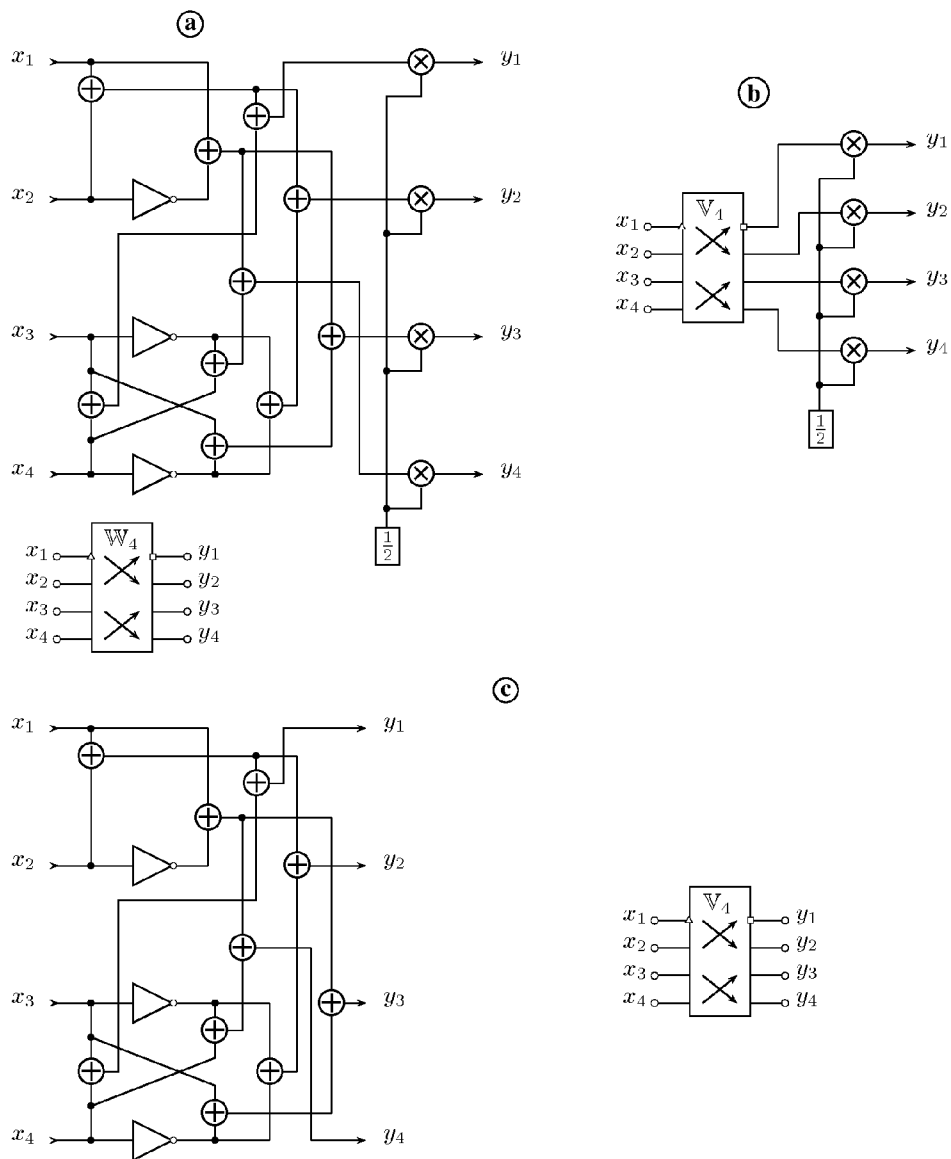 a
x₁ y₁
x₂ y₂
x₃ y₃
x₄ y₄
½
𝕎₄
x₁ y₁
x₂ y₂
x₃ y₃
x₄ y₄
b
𝕍₄
x₁ y₁
x₂ y₂
x₃ y₃
x₄ y₄
½
c
x₁ y₁
x₂ y₂
x₃ y₃
x₄ y₄
𝕍₄
x₁ y₁
x₂ y₂
x₃ y₃
x₄ y₄